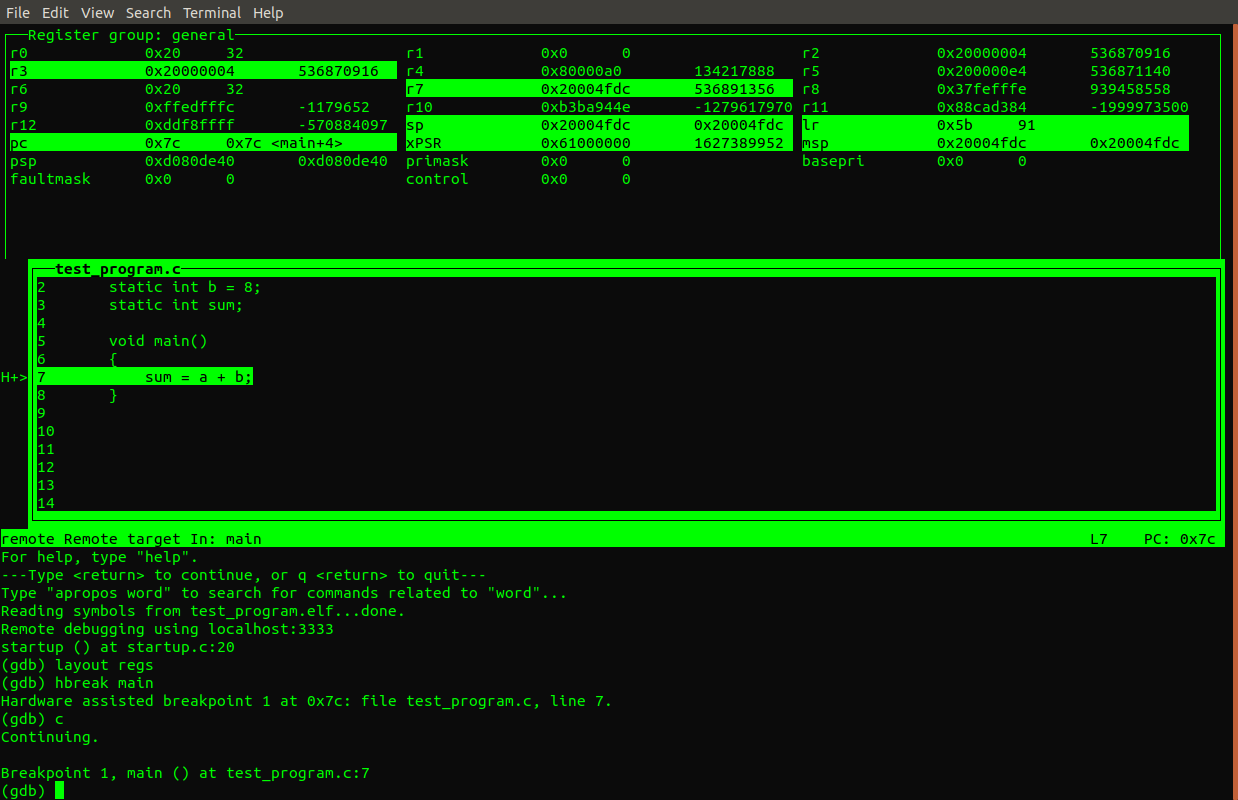 File Edit View Search Terminal Help
Register group: general
r0 0x20 32 r1 0x0 0 r2 0x20000004 536870916
r3 0x20000004 536870916 r4 0x80000a0 134217888 r5 0x200000e4 536871140
r6 0x20 32 r7 0x20004fdc 536891356 r8 0x37fefffe 939458558
r9 0xffedfffc -1179652 r10 0xb3ba944e -1279617970 r11 0x88cad384 -1999973500
r12 0xddf8ffff -570884097 sp 0x20004fdc 0x20004fdc lr 0x5b 91
pc 0x7c 0x7c <main+4> xPSR 0x61000000 1627389952 msp 0x20004fdc 0x20004fdc
psp 0xd080de40 0xd080de40 primask 0x0 0 basepri 0x0 0
faultmask 0x0 0 control 0x0 0
test_program.c
2 static int b = 8;
3 static int sum;
4
5 void main()
6 {
H+> 7 sum = a + b;
8 }
9
10
11
12
13
14
remote Remote target In: main L7 PC: 0x7c
For help, type "help".
---Type <return> to continue, or q <return> to quit---
Type "apropos word" to search for commands related to "word"...
Reading symbols from test_program.elf...done.
Remote debugging using localhost:3333
startup () at startup.c:20
(gdb) layout regs
(gdb) hbreak main
Hardware assisted breakpoint 1 at 0x7c: file test_program.c, line 7.
(gdb) c
Continuing.
Breakpoint 1, main () at test_program.c:7
(gdb)